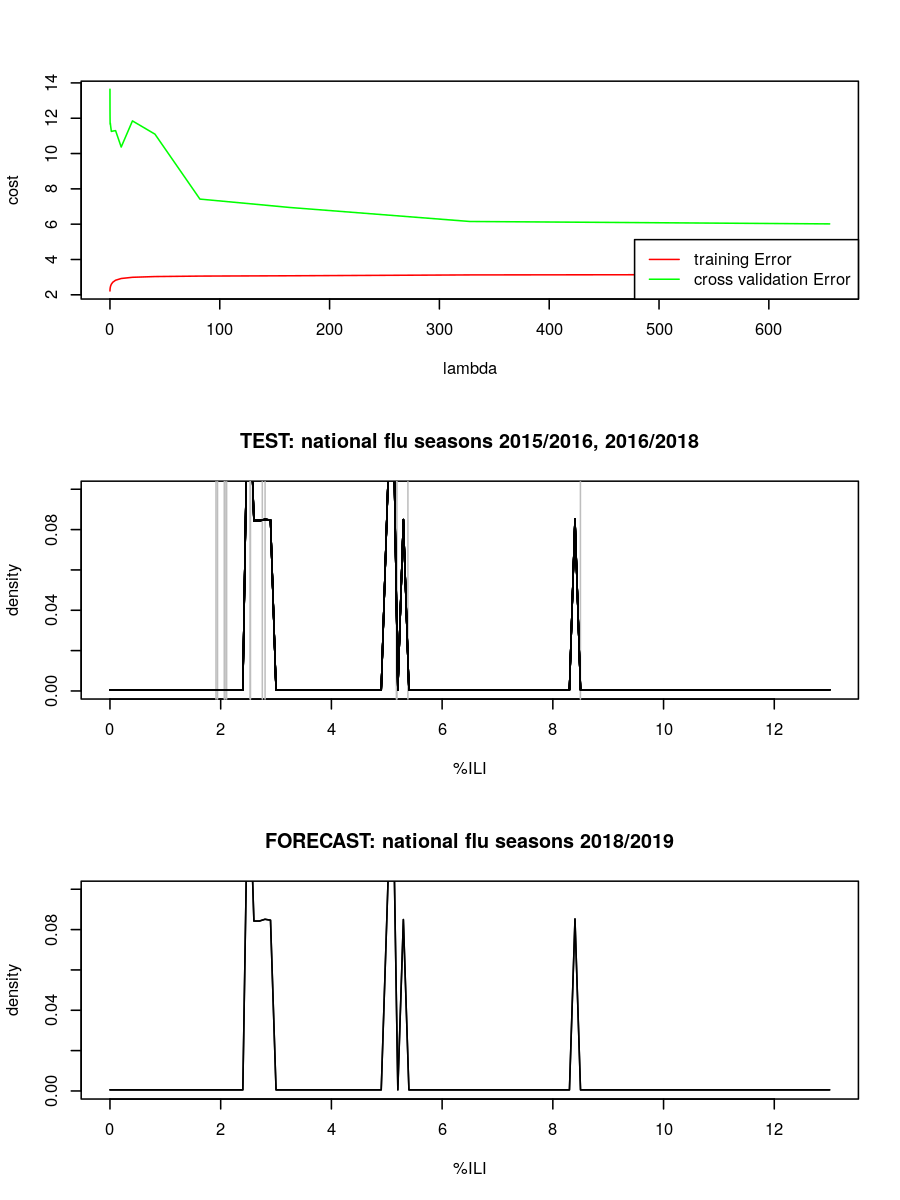 14
12
10
8
6
4
2
cost
training Error
cross validation Error
0 100 200 300 400 500 600
lambda
TEST: national flu seasons 2015/2016, 2016/2018
0.08
0.04
0.00
density
0 2 4 6 8 10 12
%ILI
FORECAST: national flu seasons 2018/2019
0.08
0.04
0.00
density
0 2 4 6 8 10 12
%ILI